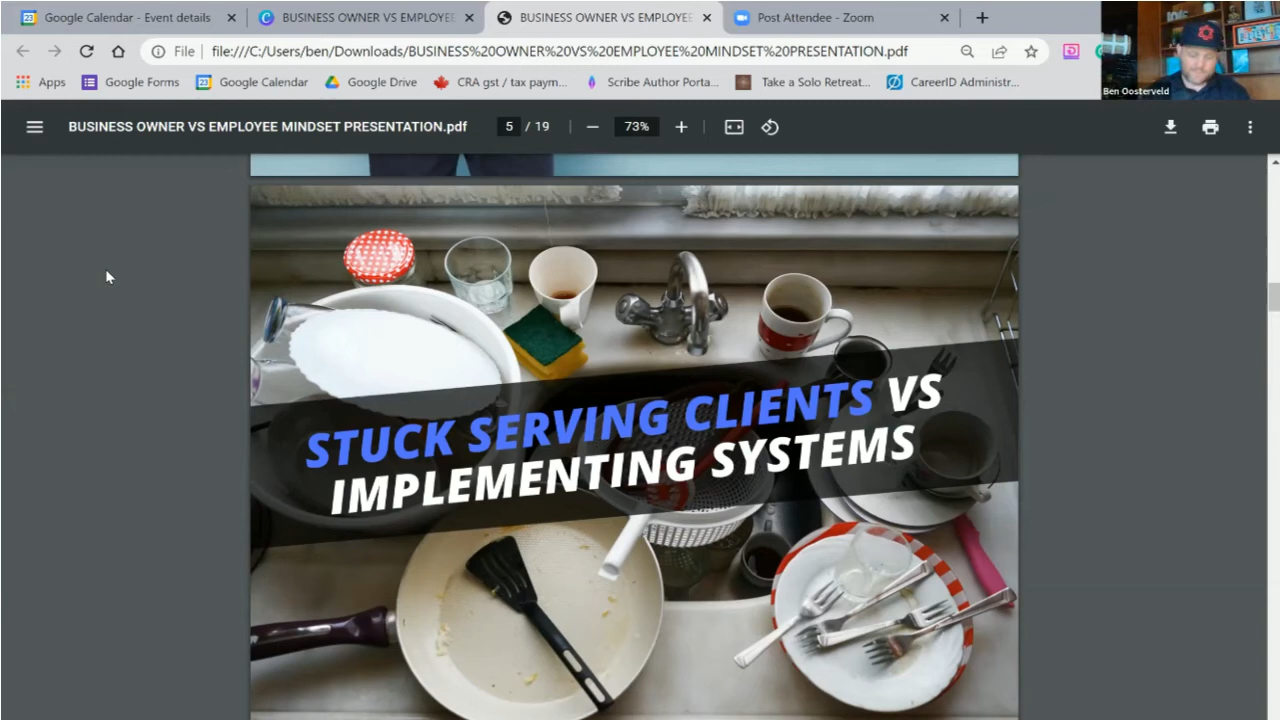 Google Calendar - Event details
BUSINESS OWNER VS EMPLOYEE
BUSINESS OWNER VS EMPLOYEE
Post Attendee - Zoom
File
file:///C:/Users/ben/Downloads/BUSINESS%20OWNER%20VS%20EMPLOYEE%20MINDSET%20PRESENTATION.pdf
Apps
Google Forms
Google Calendar
Google Drive
CRA gst / tax paym...
Scribe Author Porta...
Take a Solo Retreat...
CareerID Administr...
Ben Oosterveld
BUSINESS OWNER VS EMPLOYEE MINDSET PRESENTATION.pdf
5 / 19
73%
STUCK SERVING CLIENTS VS
IMPLEMENTING SYSTEMS